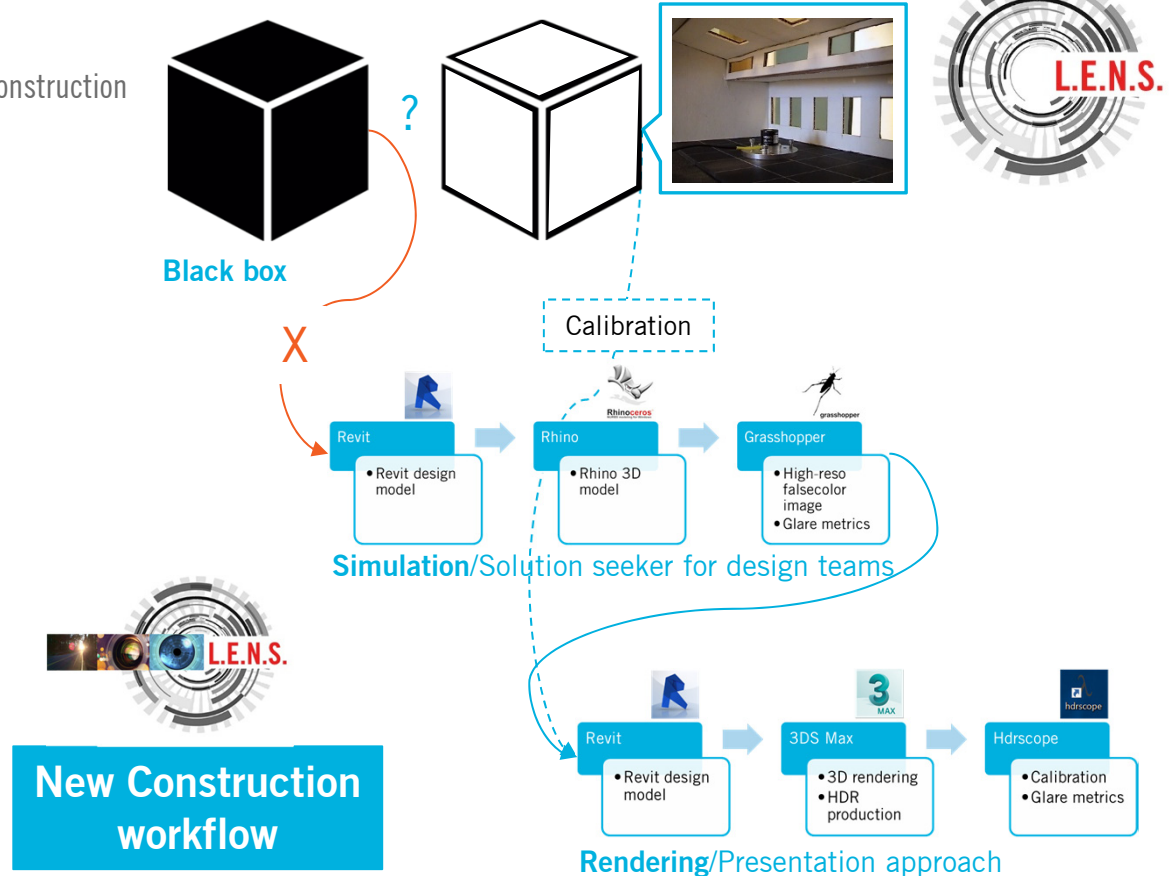 onstruction
?
L.E.N.S.
Black box
X
Calibration
Rhinoceros
grasshopper
Revit
Rhino
Grasshopper
• Revit design
model
• Rhino 3D
model
• High-reso
falsecolor
image
• Glare metrics
Simulation/Solution seeker for design teams
L.E.N.S.
3
MAX
hdrscope
Revit
3DS Max
Hdrscope
• Revit design
model
• 3D rendering
• HDR
production
• Calibration
• Glare metrics
New Construction
workflow
Rendering/Presentation approach